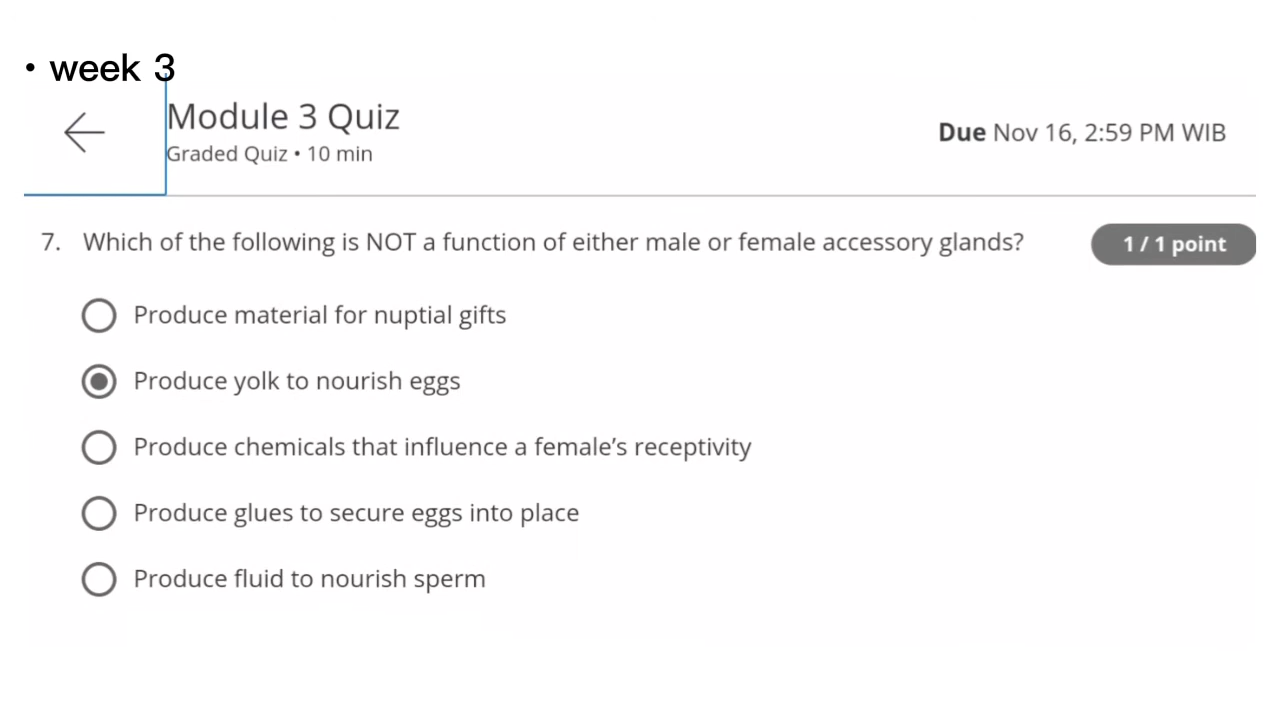 • week 3
Module 3 Quiz
Graded Quiz • 10 min
Due Nov 16, 2:59 PM WIB
7. Which of the following is NOT a function of either male or female accessory glands?
1 / 1 point
Produce material for nuptial gifts
Produce yolk to nourish eggs
Produce chemicals that influence a female’s receptivity
Produce glues to secure eggs into place
Produce fluid to nourish sperm